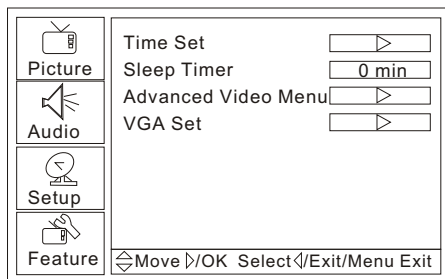 Picture
Audio
Setup
Feature
Time Set
Sleep Timer 0 min
Advanced Video Menu
VGA Set
Move /OK Select /Exit/Menu Exit